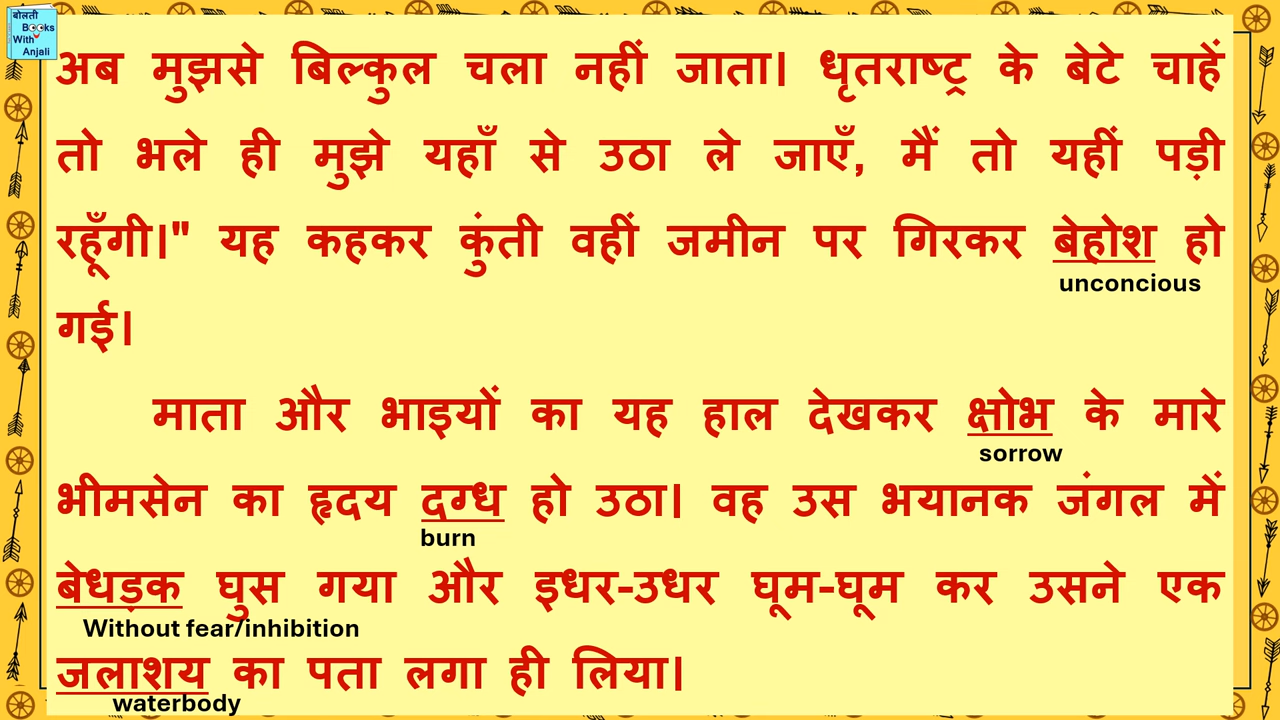 बोलती
Books
With
Anjali
अब मुझसे बिल्कुल चला नहीं जाता। धृतराष्ट्र के बेटे चाहें
तो भले ही मुझे यहाँ से उठा ले जाएँ, मैं तो यहीं पड़ी
रहूँगी।" यह कहकर कुंती वहीं जमीन पर गिरकर बेहोश हो
unconcious
गई।
माता और भाइयों का यह हाल देखकर क्षोभ के मारे
sorrow
भीमसेन का हृदय दग्ध हो उठा। वह उस भयानक जंगल में
burn
बेधड़क घुस गया और इधर-उधर घूम-घूम कर उसने एक
Without fear/inhibition
जलाशय का पता लगा ही लिया।
waterbody